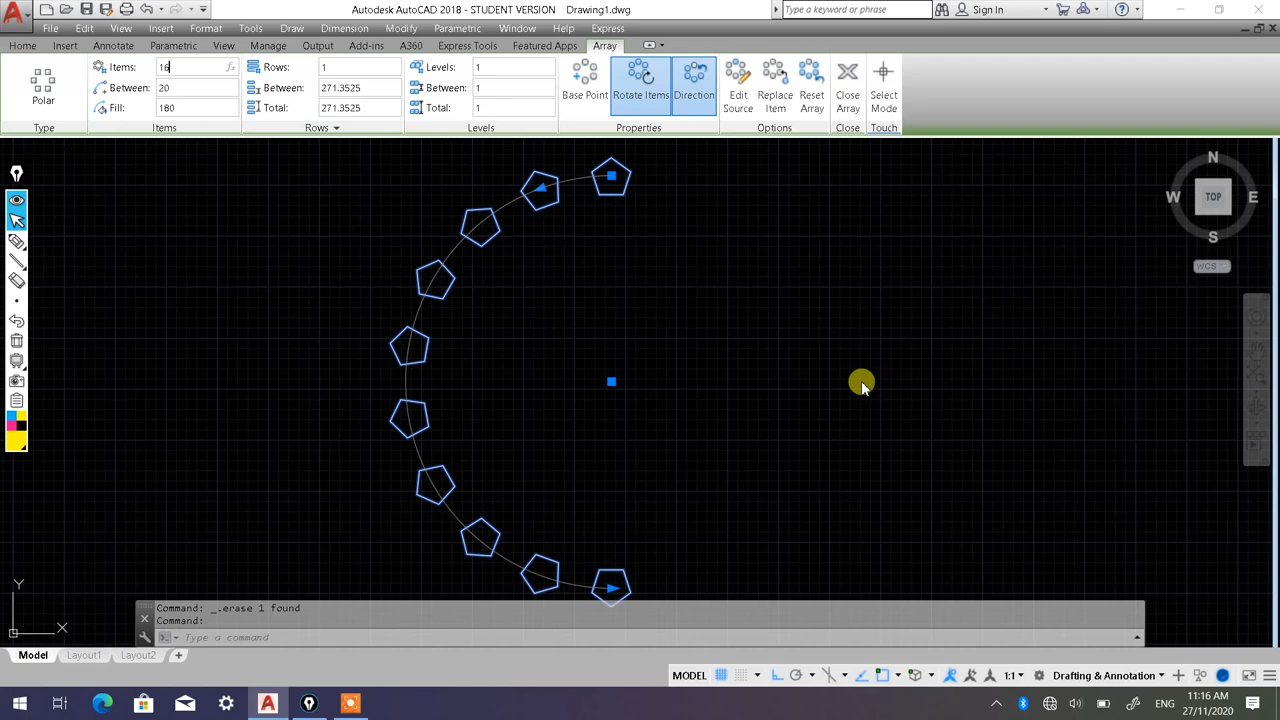 Autodesk AutoCAD 2018 - STUDENT VERSION Drawing1.dwg
Type a keyword or phrase
Sign In
File Edit View Insert Format Tools Draw Dimension Modify Parametric Window Help Express
Home Insert Annotate Parametric View Manage Output Add-ins A360 Express Tools Featured Apps Array
Items: 16 Rows: 1 Levels: 1
Between: 20 Between: 271.3525 Between: 1
Fill: 180 Total: 271.3525 Total: 1
Polar
Base Point Rotate Items Direction
Edit Source
Replace Item
Reset Array
Close Array
Select Mode
Type Items Rows Levels Properties Options Close Touch
N
W TOP E
S
WCS
Y
X
Command: _.erase 1 found
Command:
Type a command
Model Layout1 Layout2
MODEL 1:1 Drafting & Annotation
ENG
11:16 AM
27/11/2020